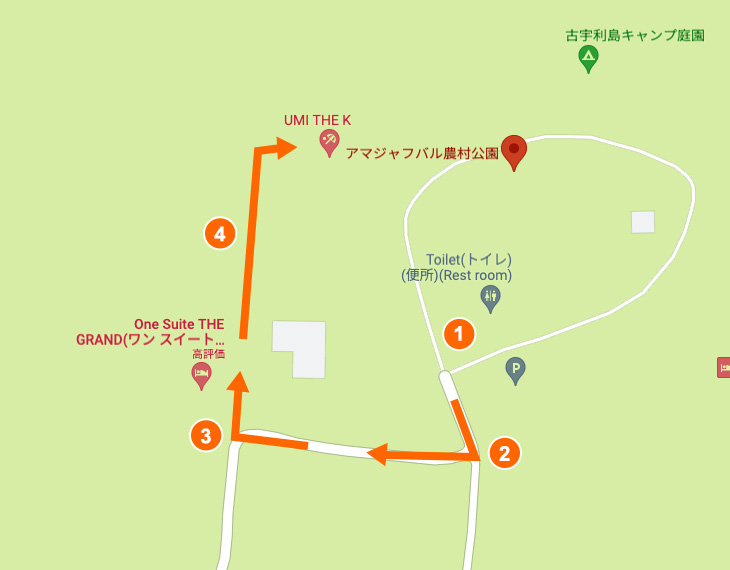 古宇利島キャンプ庭園
UMI THE K
アマジャフバル農村公園
4
Toilet(トイレ)
(便所)(Rest room)
One Suite THE
GRAND(ワン スイート...
高評価
1
P
3
2